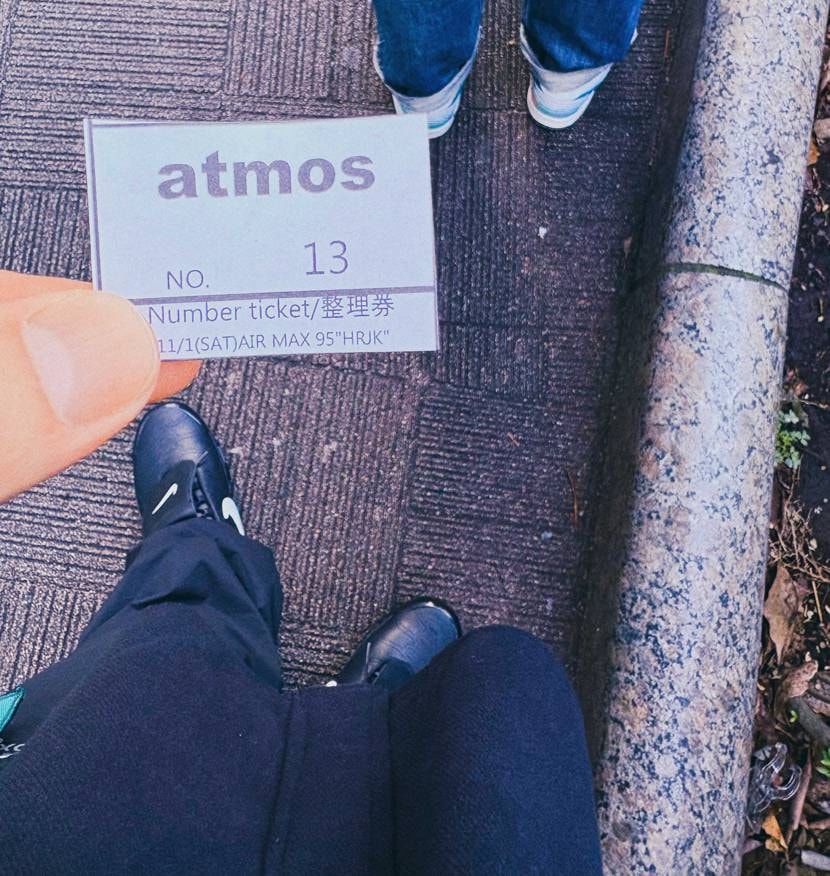 atmos
NO. 13
Number ticket/整理券
11/1(SAT)AIR MAX 95"HRJK"